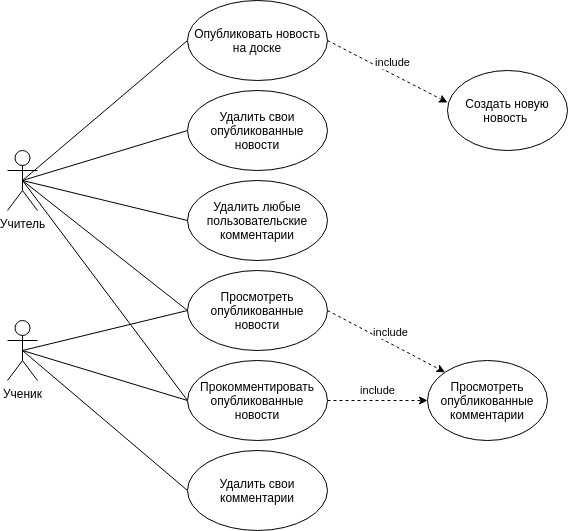 Опубликовать новость
на доске
include
Создать новую
новость
Удалить свои
опубликованные
новости
Учитель
Удалить любые
пользовательские
комментарии
Просмотреть
опубликованные
новости
include
Ученик
Прокомментировать
опубликованные
новости
include
Просмотреть
опубликованные
комментарии
Удалить свои
комментарии